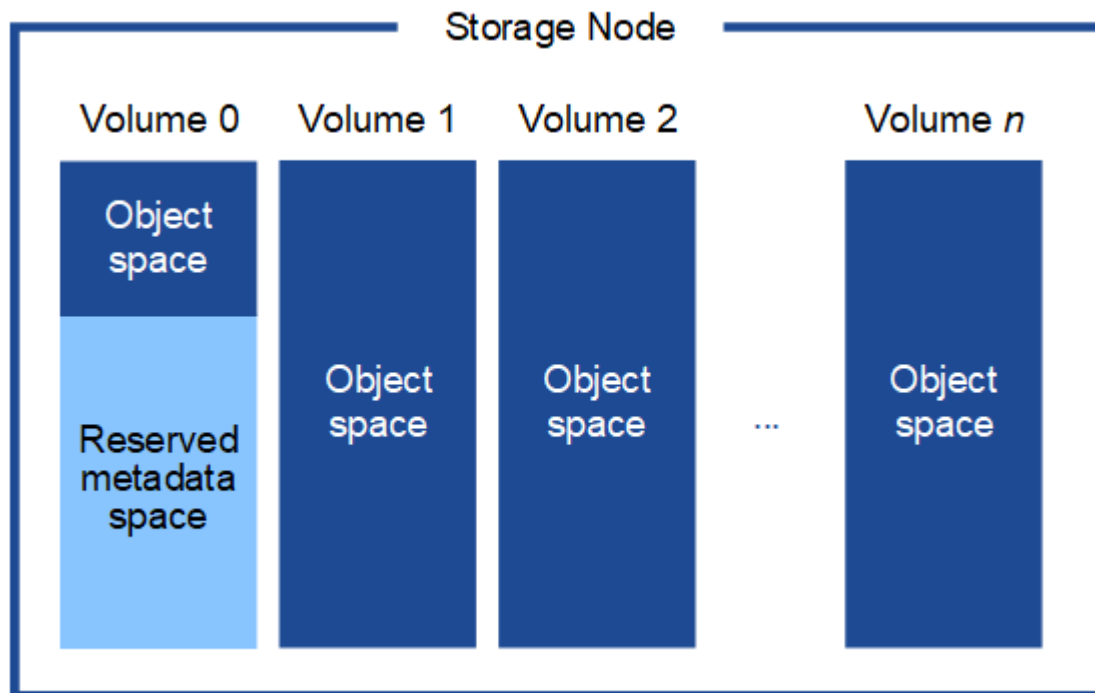 Storage Node
Volume 0
Volume 1
Volume 2
Volume n
Object
space
Reserved
metadata
space
Object
space
Object
space
...
Object
space